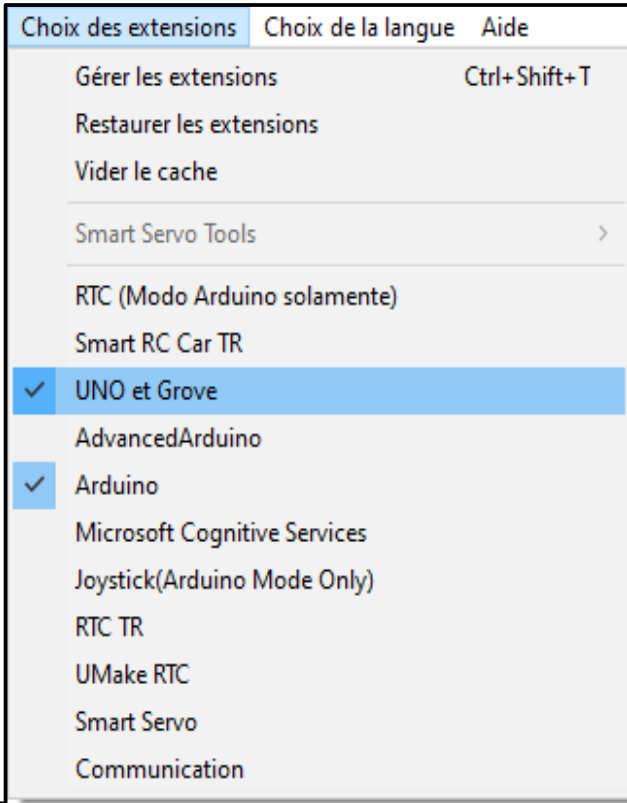 Choix des extensions Choix de la langue Aide
Gérer les extensions Ctrl+Shift+T
Restaurer les extensions
Vider le cache
Smart Servo Tools
RTC (Modo Arduino solamente)
Smart RC Car TR
UNO et Grove
AdvancedArduino
Arduino
Microsoft Cognitive Services
Joystick(Arduino Mode Only)
RTC TR
UMake RTC
Smart Servo
Communication